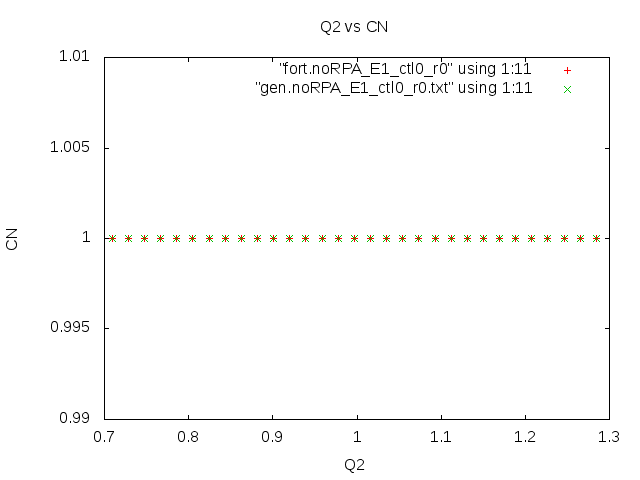 Q2 vs CN
"fort.noRPA_E1_ctl0_r0" using 1:11
"gen.noRPA_E1_ctl0_r0.txt" using 1:11
1.01
1.005
1
0.995
0.99
CN
0.7 0.8 0.9 1 1.1 1.2 1.3
Q2